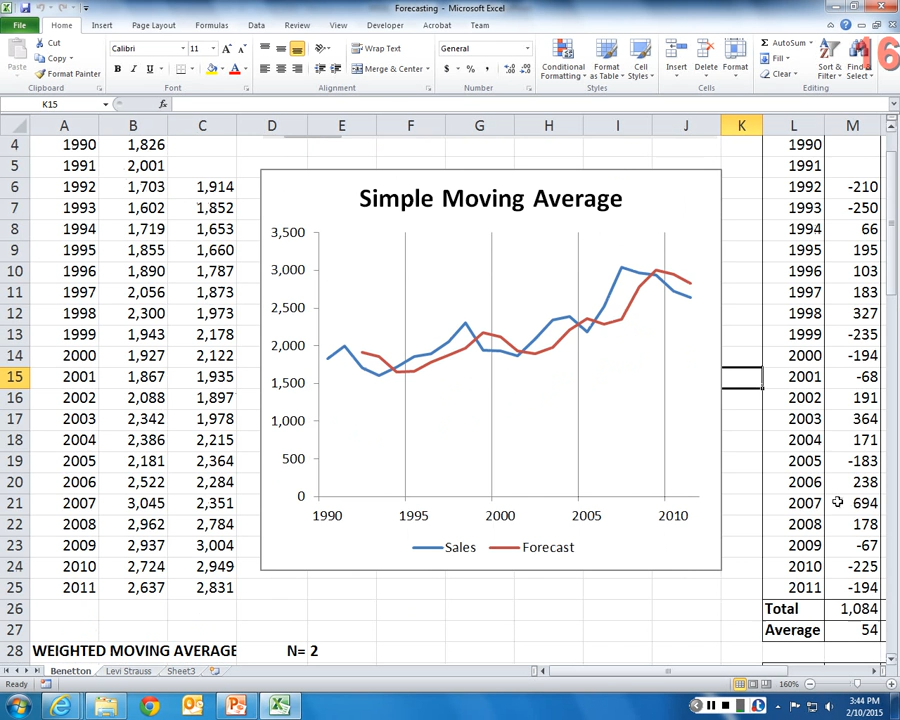 Forecasting - Microsoft Excel
File Home Insert Page Layout Formulas Data Review View Developer Acrobat Team
Cut
Copy
Format Painter
Paste
Clipboard
Calibri 11
B I U A
Font
Wrap Text
Merge & Center
Alignment
General
$ % ,
Number
Conditional Formatting
Format as Table
Cell Styles
Styles
Insert Delete Format
Cells
AutoSum
Fill
Clear
Sort & Filter
Find & Select
Editing
16
K15 fx
A B C D E F G H I J K L M
4 1990 1,826 1990
5 1991 2,001 1991
6 1992 1,703 1,914 1992 -210
7 1993 1,602 1,852 1993 -250
8 1994 1,719 1,653 1994 66
9 1995 1,855 1,660 1995 195
10 1996 1,890 1,787 1996 103
11 1997 2,056 1,873 1997 183
12 1998 2,300 1,973 1998 327
13 1999 1,943 2,178 1999 -235
14 2000 1,927 2,122 2000 -194
15 2001 1,867 1,935 2001 -68
16 2002 2,088 1,897 2002 191
17 2003 2,342 1,978 2003 364
18 2004 2,386 2,215 2004 171
19 2005 2,181 2,364 2005 -183
20 2006 2,522 2,284 2006 238
21 2007 3,045 2,351 2007 694
22 2008 2,962 2,784 2008 178
23 2009 2,937 3,004 2009 -67
24 2010 2,724 2,949 2010 -225
25 2011 2,637 2,831 2011 -194
26 Total 1,084
27 Average 54
28 WEIGHTED MOVING AVERAGE N= 2
Simple Moving Average
3,500
3,000
2,500
2,000
1,500
1,000
500
0
1990 1995 2000 2005 2010
Sales Forecast
Benetton Levi Strauss Sheet3
Ready 160%
3:44 PM
2/10/2015